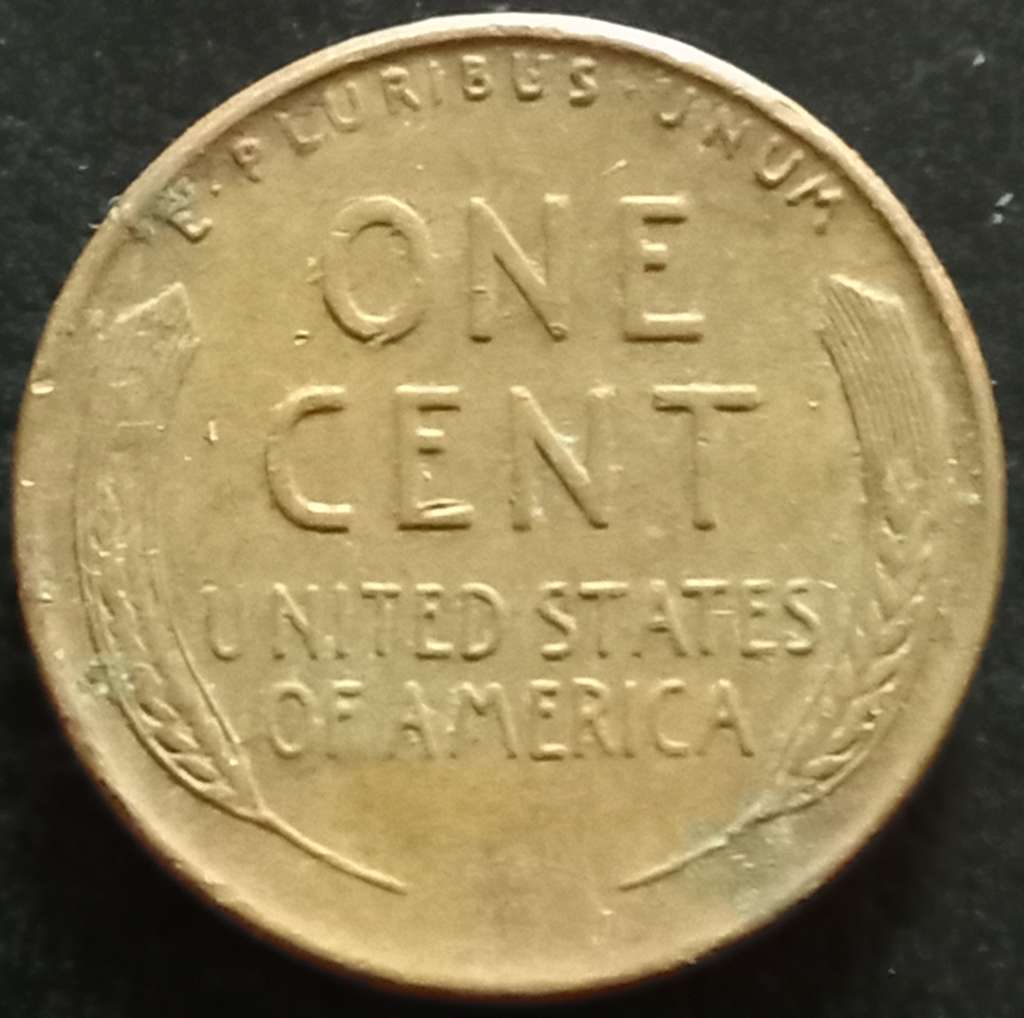 E · PLURIBUS · UNUM
ONE
CENT
UNITED STATES
OF AMERICA